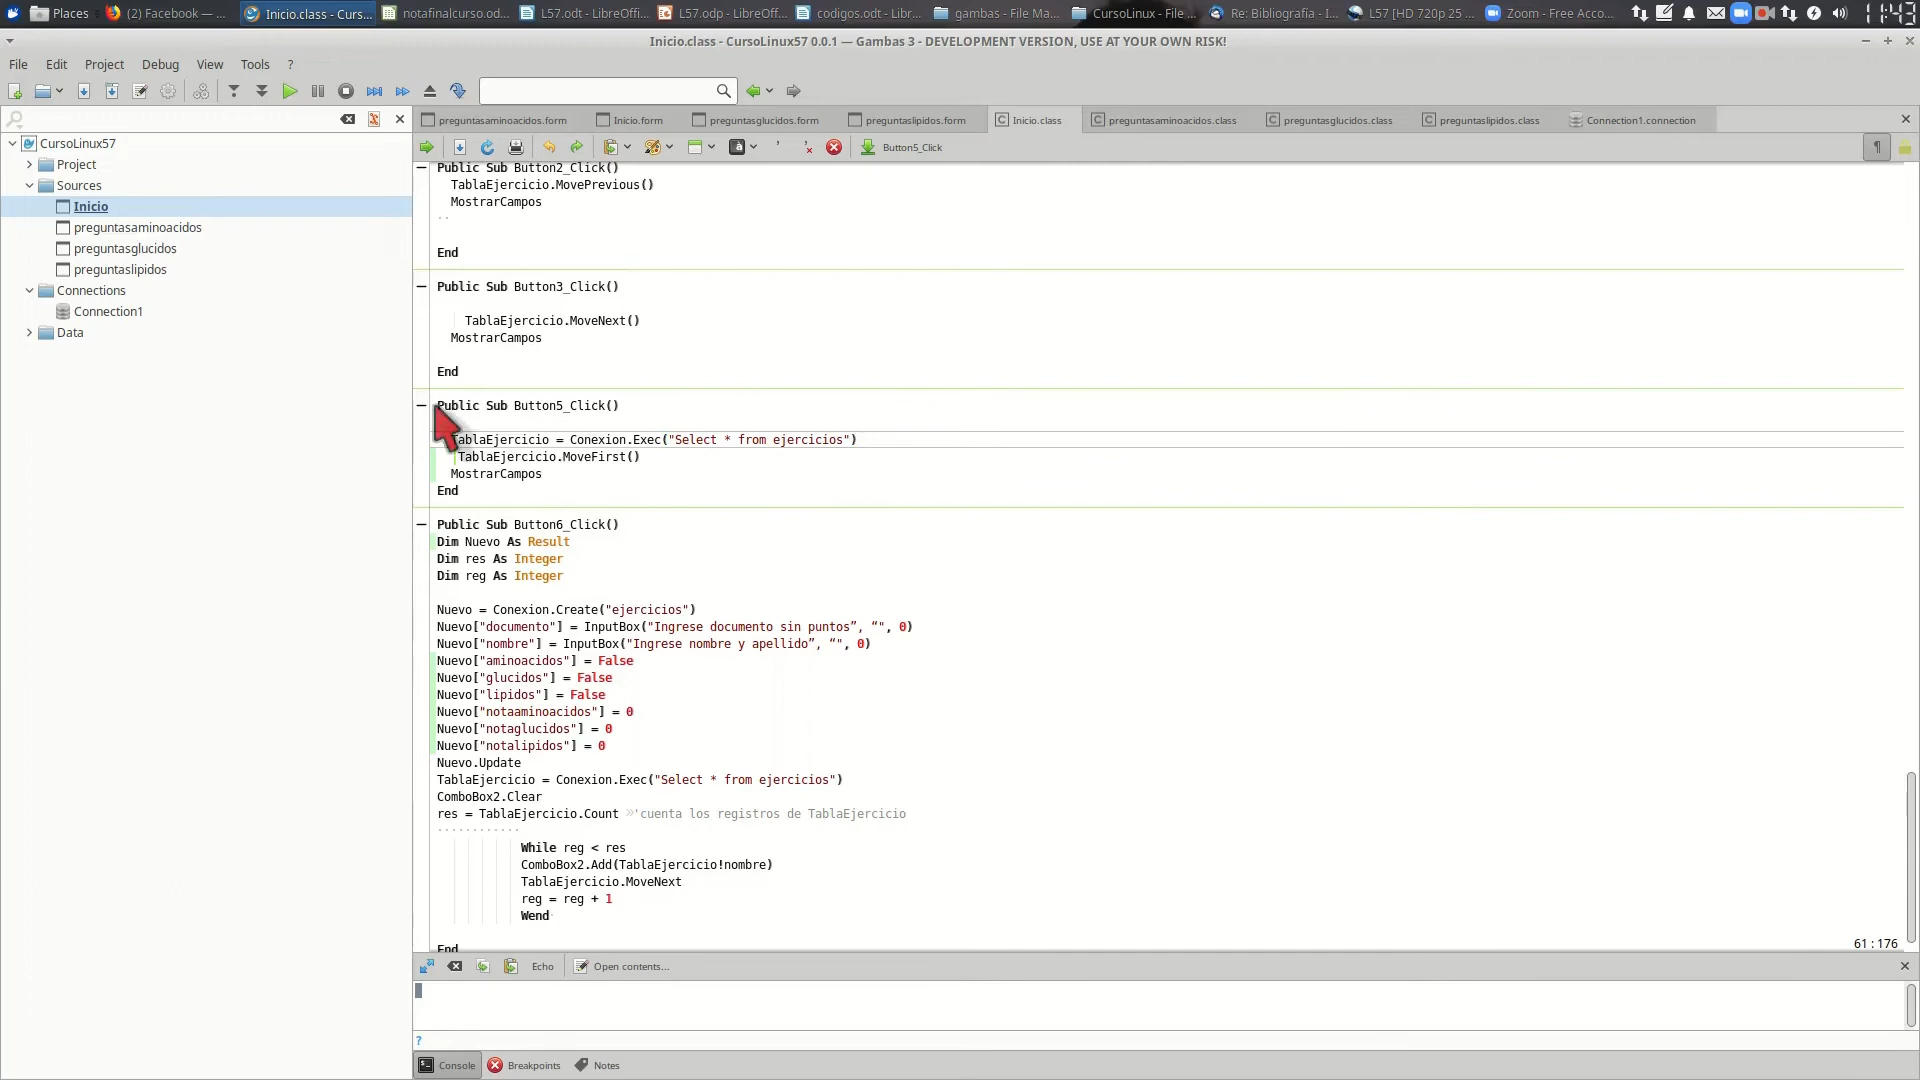 Places
(2) Facebook — ...
Inicio.class - Curs...
notafinalcurso.od...
L57.odt - LibreOffi...
L57.odp - LibreOff...
codigos.odt - Libr...
gambas - File Ma...
CursoLinux - File ...
Re: Bibliografía - I...
L57 [HD 720p 25 ...
Zoom - Free Acco...
11:43
Inicio.class - CursoLinux57 0.0.1 — Gambas 3 - DEVELOPMENT VERSION, USE AT YOUR OWN RISK!
File Edit Project Debug View Tools ?
CursoLinux57
Project
Sources
Inicio
preguntasaminoacidos
preguntasglucidos
preguntaslipidos
Connections
Connection1
Data
preguntasaminoacidos.form
Inicio.form
preguntasglucidos.form
preguntaslipidos.form
Inicio.class
preguntasaminoacidos.class
preguntasglucidos.class
preguntaslipidos.class
Connection1.connection
Button5_Click
Public Sub Button2_Click()
TablaEjercicio.MovePrevious()
MostrarCampos
End
Public Sub Button3_Click()
TablaEjercicio.MoveNext()
MostrarCampos
End
Public Sub Button5_Click()
TablaEjercicio = Conexion.Exec("Select * from ejercicios")
TablaEjercicio.MoveFirst()
MostrarCampos
End
Public Sub Button6_Click()
Dim Nuevo As Result
Dim res As Integer
Dim reg As Integer
Nuevo = Conexion.Create("ejercicios")
Nuevo["documento"] = InputBox("Ingrese documento sin puntos”, “", 0)
Nuevo["nombre"] = InputBox("Ingrese nombre y apellido”, “", 0)
Nuevo["aminoacidos"] = False
Nuevo["glucidos"] = False
Nuevo["lipidos"] = False
Nuevo["notaaminoacidos"] = 0
Nuevo["notaglucidos"] = 0
Nuevo["notalipidos"] = 0
Nuevo.Update
TablaEjercicio = Conexion.Exec("Select * from ejercicios")
ComboBox2.Clear
res = TablaEjercicio.Count 'cuenta los registros de TablaEjercicio
While reg < res
ComboBox2.Add(TablaEjercicio!nombre)
TablaEjercicio.MoveNext
reg = reg + 1
Wend
End
61 : 176
Echo
Open contents...
?
Console
Breakpoints
Notes